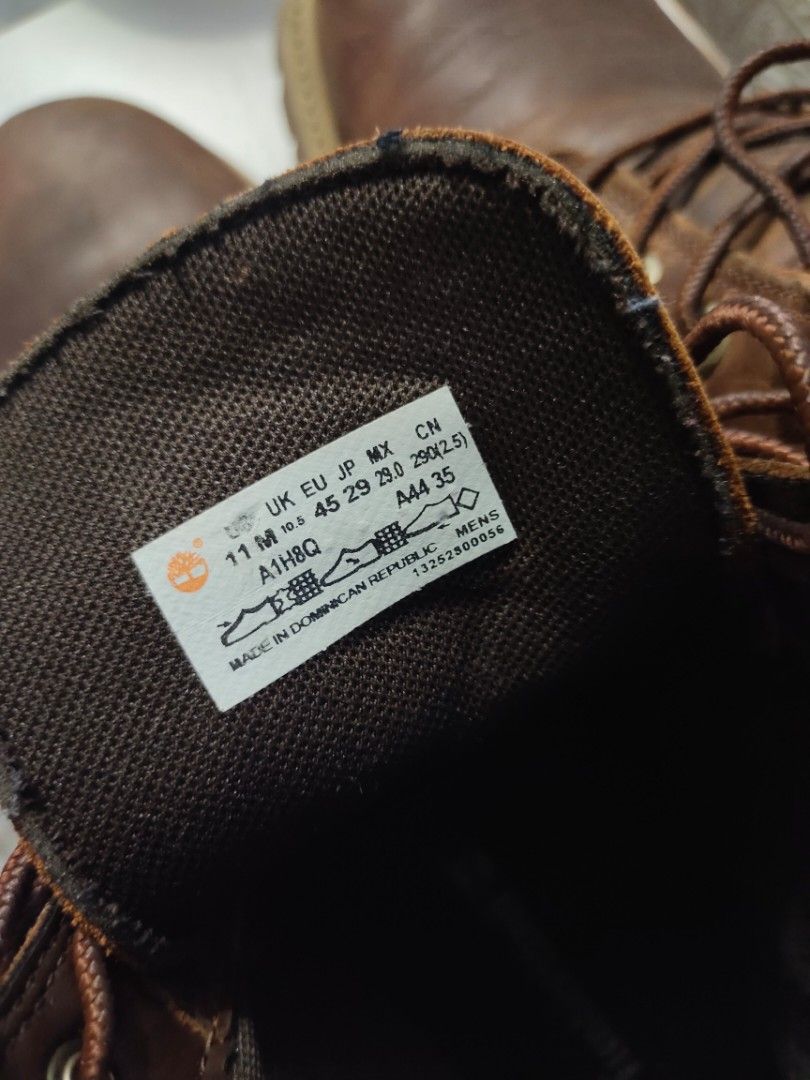 UK EU JP MX CN
11 M 10.5 45 29 29.0 290(2.5)
A1H8Q A44 35
MENS
MADE IN DOMINICAN REPUBLIC 13252900056
®